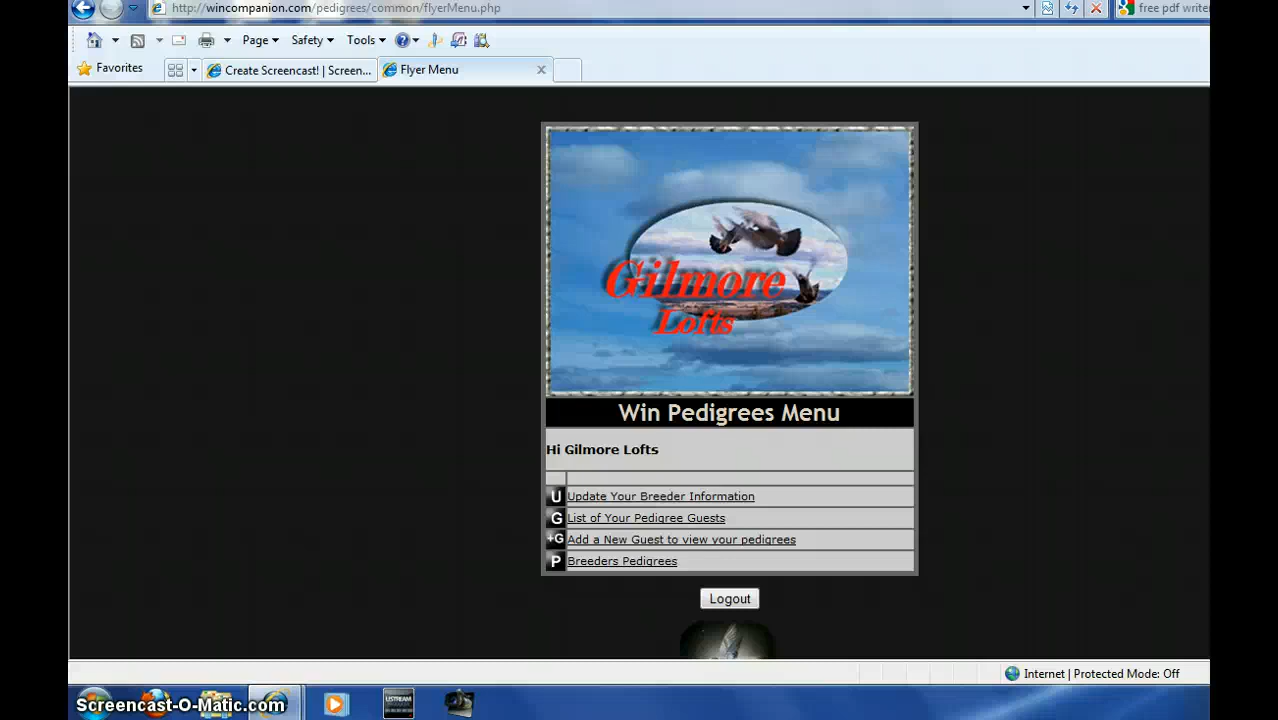 http://wincompanion.com/pedigrees/common/flyerMenu.php
free pdf writer
Page
Safety
Tools
Favorites
Create Screencast! | Screen...
Flyer Menu
Gilmore
Lofts
Win Pedigrees Menu
Hi Gilmore Lofts
U Update Your Breeder Information
G List of Your Pedigree Guests
+G Add a New Guest to view your pedigrees
P Breeders Pedigrees
Logout
Internet | Protected Mode: Off
Screencast-O-Matic.com
USTREAM